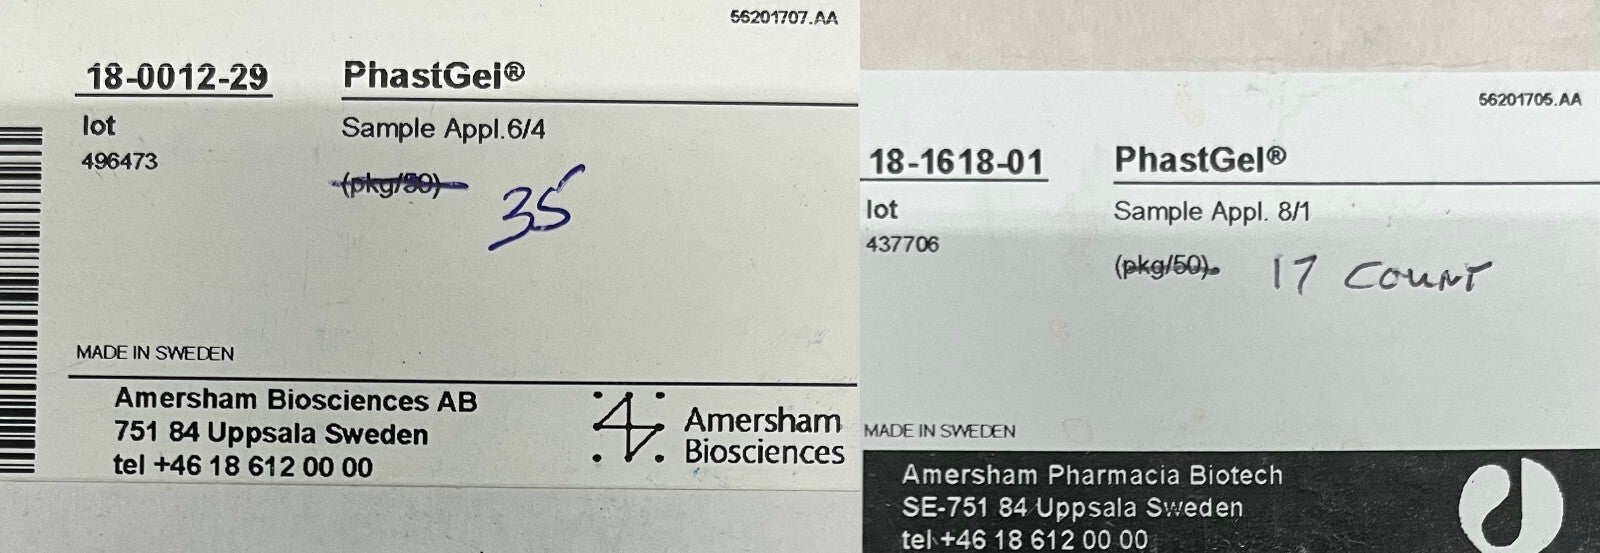 56201707.AA
18-0012-29
PhastGel®
lot
496473
Sample Appl.6/4
(pkg/50)
35
MADE IN SWEDEN
Amersham Biosciences AB
751 84 Uppsala Sweden
tel +46 18 612 00 00
Amersham
Biosciences
56201705.AA
18-1618-01
PhastGel®
lot
437706
Sample Appl. 8/1
(pkg/50)
17 COUNT
MADE IN SWEDEN
Amersham Pharmacia Biotech
SE-751 84 Uppsala Sweden
tel +46 18 612 00 00